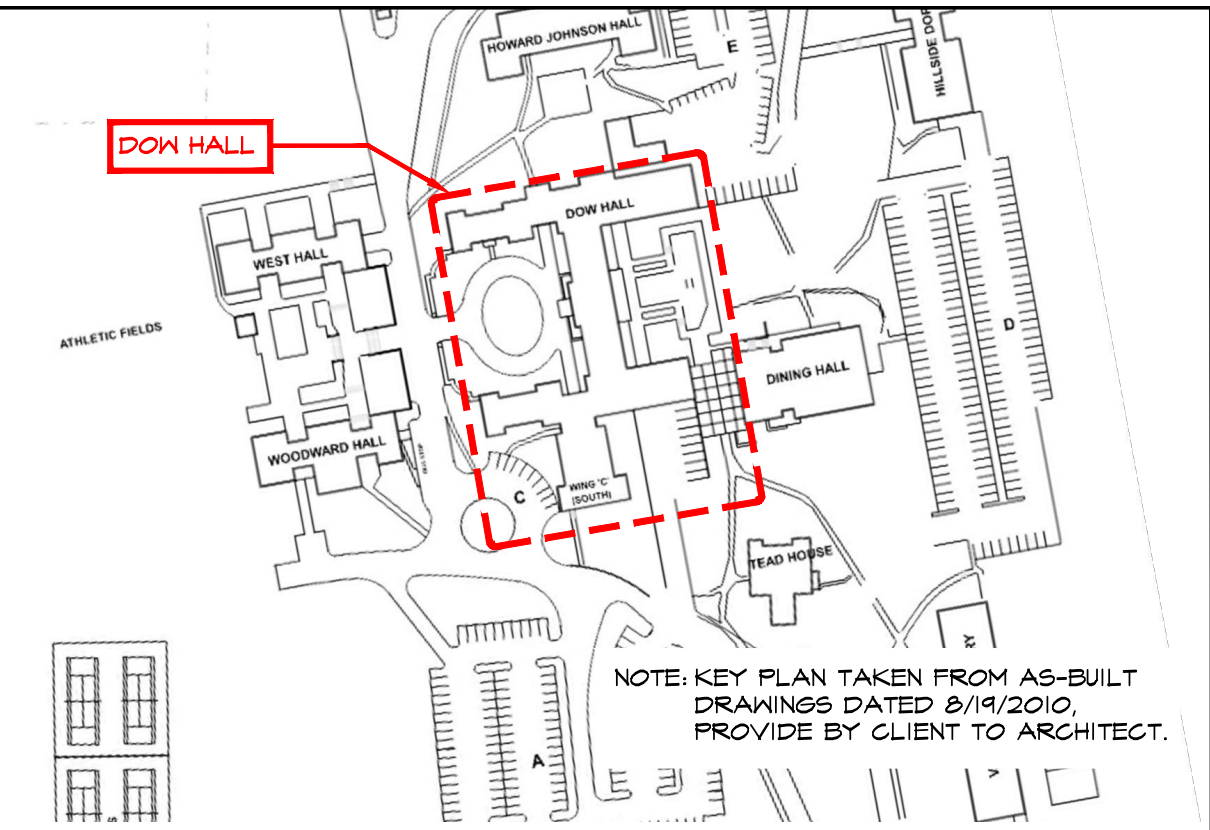 HOWARD JOHNSON HALL
E
DOW HALL
DOW HALL
WEST HALL
ATHLETIC FIELDS
D
DINING HALL
WOODWARD HALL
C
WING 'C'
(SOUTH)
TEAD HOUSE
NOTE: KEY PLAN TAKEN FROM AS-BUILT
DRAWINGS DATED 8/19/2010,
PROVIDE BY CLIENT TO ARCHITECT.
A
HILLSIDE